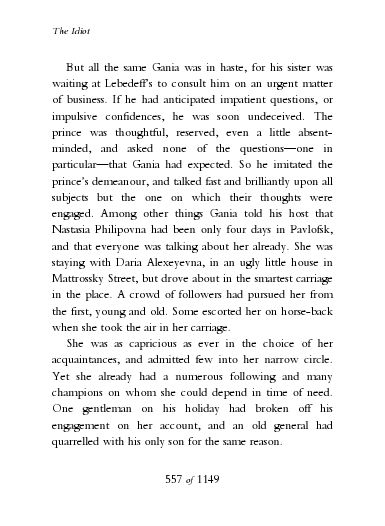 The Idiot
But all the same Gania was in haste, for his sister was
waiting at Lebedeff's to consult him on an urgent matter
of business. If he had anticipated impatient questions, or
impulsive confidences, he was soon undeceived. The
prince was thoughtful, reserved, even a little absent-
minded, and asked none of the questions—one in
particular—that Gania had expected. So he imitated the
prince's demeanour, and talked fast and brilliantly upon all
subjects but the one on which their thoughts were
engaged. Among other things Gania told his host that
Nastasia Philipovna had been only four days in Pavlofsk,
and that everyone was talking about her already. She was
staying with Daria Alexeyevna, in an ugly little house in
Mattrossky Street, but drove about in the smartest carriage
in the place. A crowd of followers had pursued her from
the first, young and old. Some escorted her on horse-back
when she took the air in her carriage.
She was as capricious as ever in the choice of her
acquaintances, and admitted few into her narrow circle.
Yet she already had a numerous following and many
champions on whom she could depend in time of need.
One gentleman on his holiday had broken off his
engagement on her account, and an old general had
quarrelled with his only son for the same reason.
557 of 1149